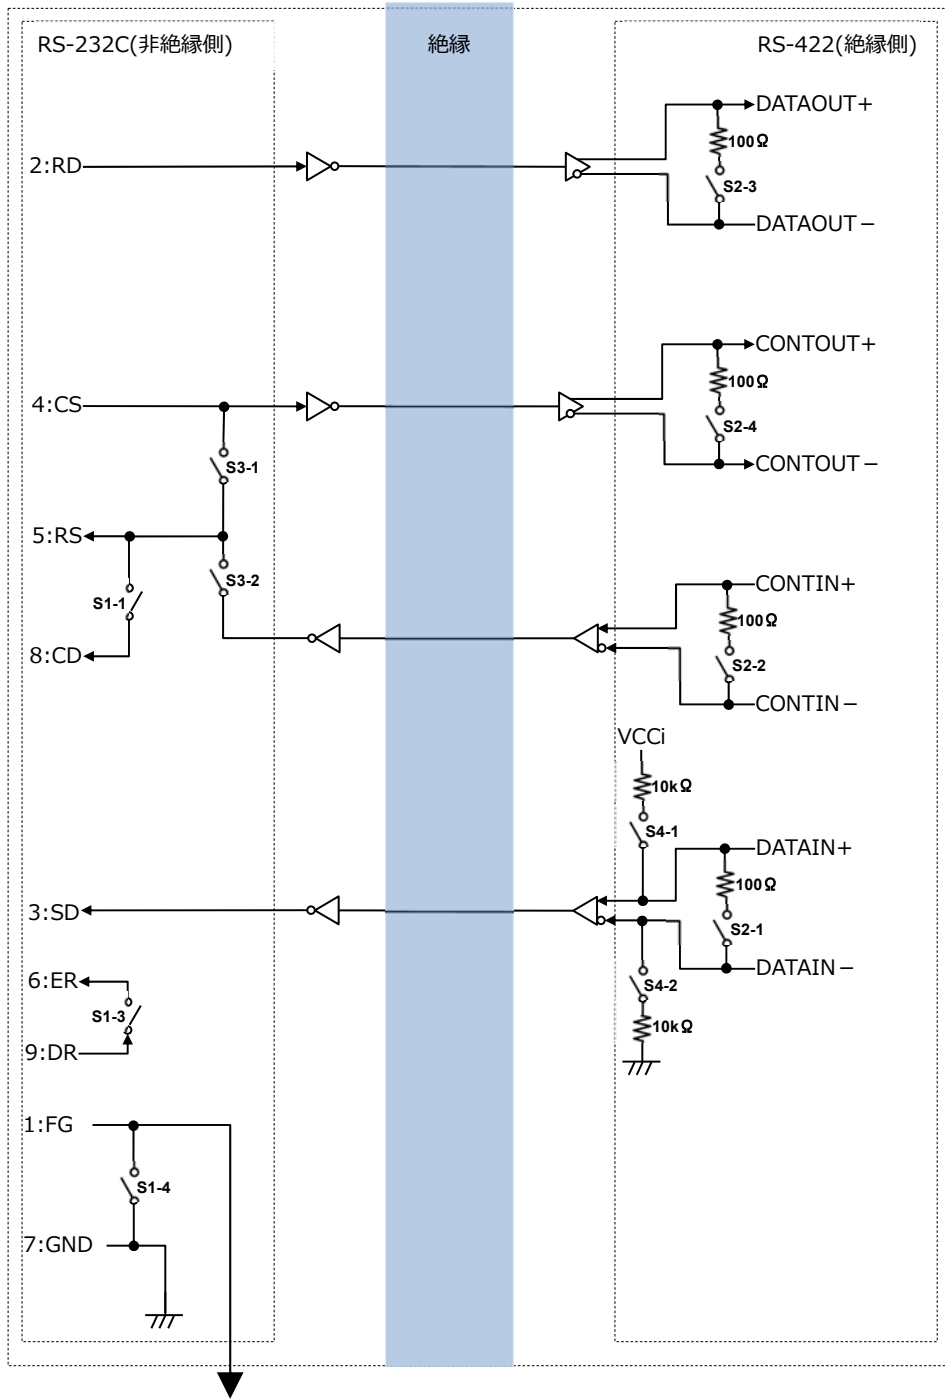 RS-232C(非絶縁側)
絶縁
RS-422(絶縁側)
DATAOUT+
100Ω
2:RD
S2-3
DATAOUT−
CONTOUT+
100Ω
4:CS
S2-4
CONTOUT−
S3-1
5:RS
S3-2
S1-1
8:CD
CONTIN+
100Ω
S2-2
CONTIN−
VCCi
10kΩ
S4-1
DATAIN+
100Ω
3:SD
S2-1
DATAIN−
6:ER
S1-3
9:DR
S4-2
10kΩ
1:FG
S1-4
7:GND